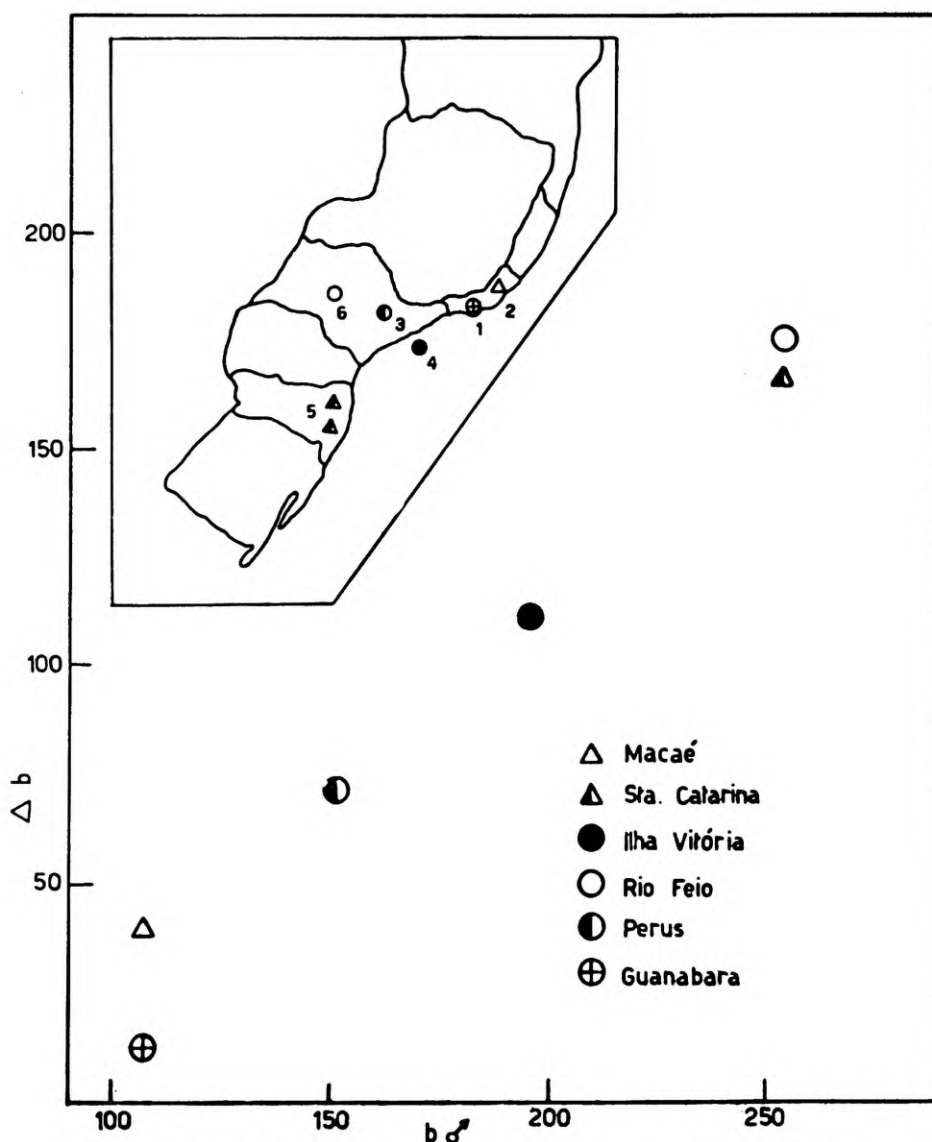 200
150
100
50
Δ b
6
3
1
2
4
5
Macaé
Sta. Catarina
Ilha Vitória
Rio Feio
Perus
Guanabara
100 150 200 250
b ♂